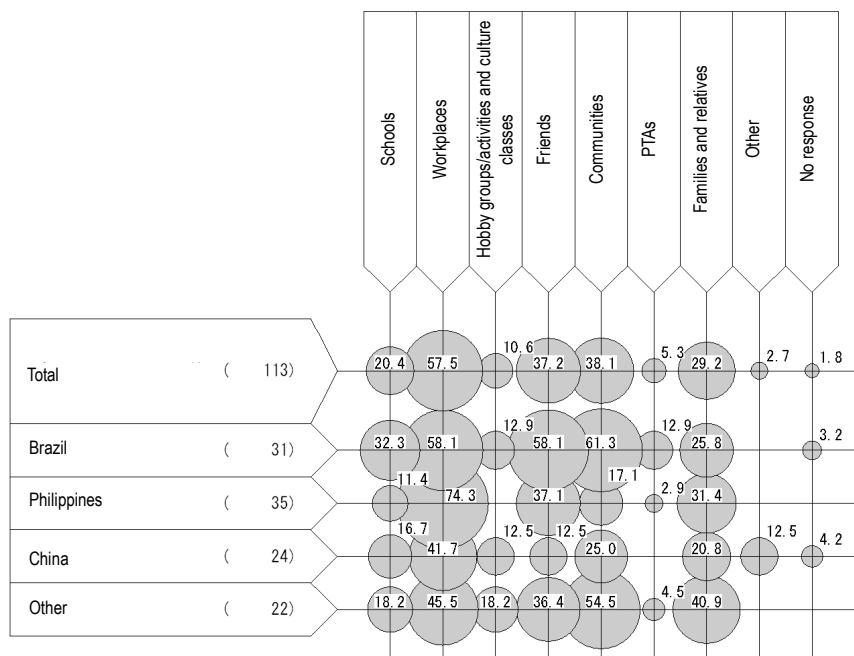 Schools
Workplaces
Hobby groups/activities and culture
classes
Friends
Communities
PTAs
Families and relatives
Other
No response
Total ( 113) 20.4 57.5 10.6 37.2 38.1 5.3 29.2 2.7 1.8
Brazil ( 31) 32.3 58.1 12.9 58.1 61.3 12.9 25.8 3.2
Philippines ( 35) 11.4 74.3 37.1 17.1 2.9 31.4
China ( 24) 16.7 41.7 12.5 12.5 25.0 20.8 12.5 4.2
Other ( 22) 18.2 45.5 18.2 36.4 54.5 4.5 40.9